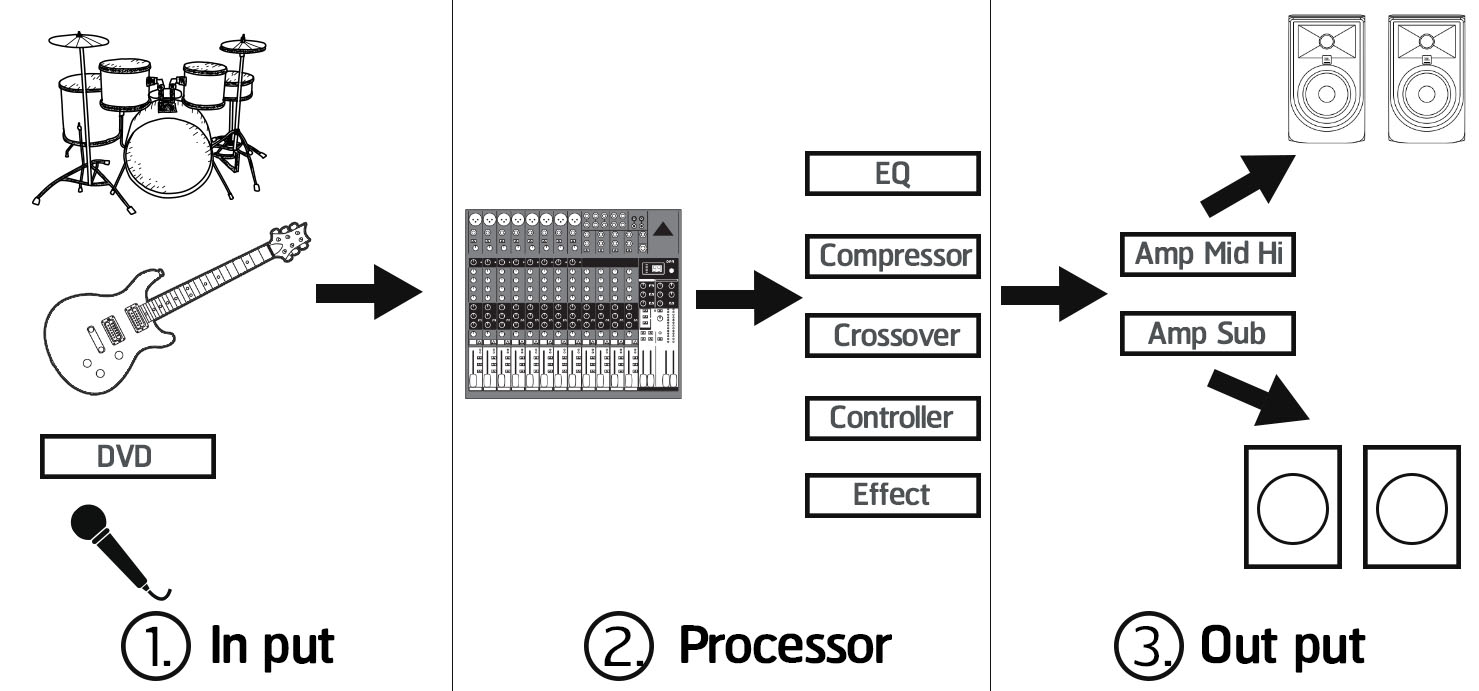 DVD
1. In put
EQ
Compressor
Crossover
Controller
Effect
2. Processor
Amp Mid Hi
Amp Sub
3. Out put